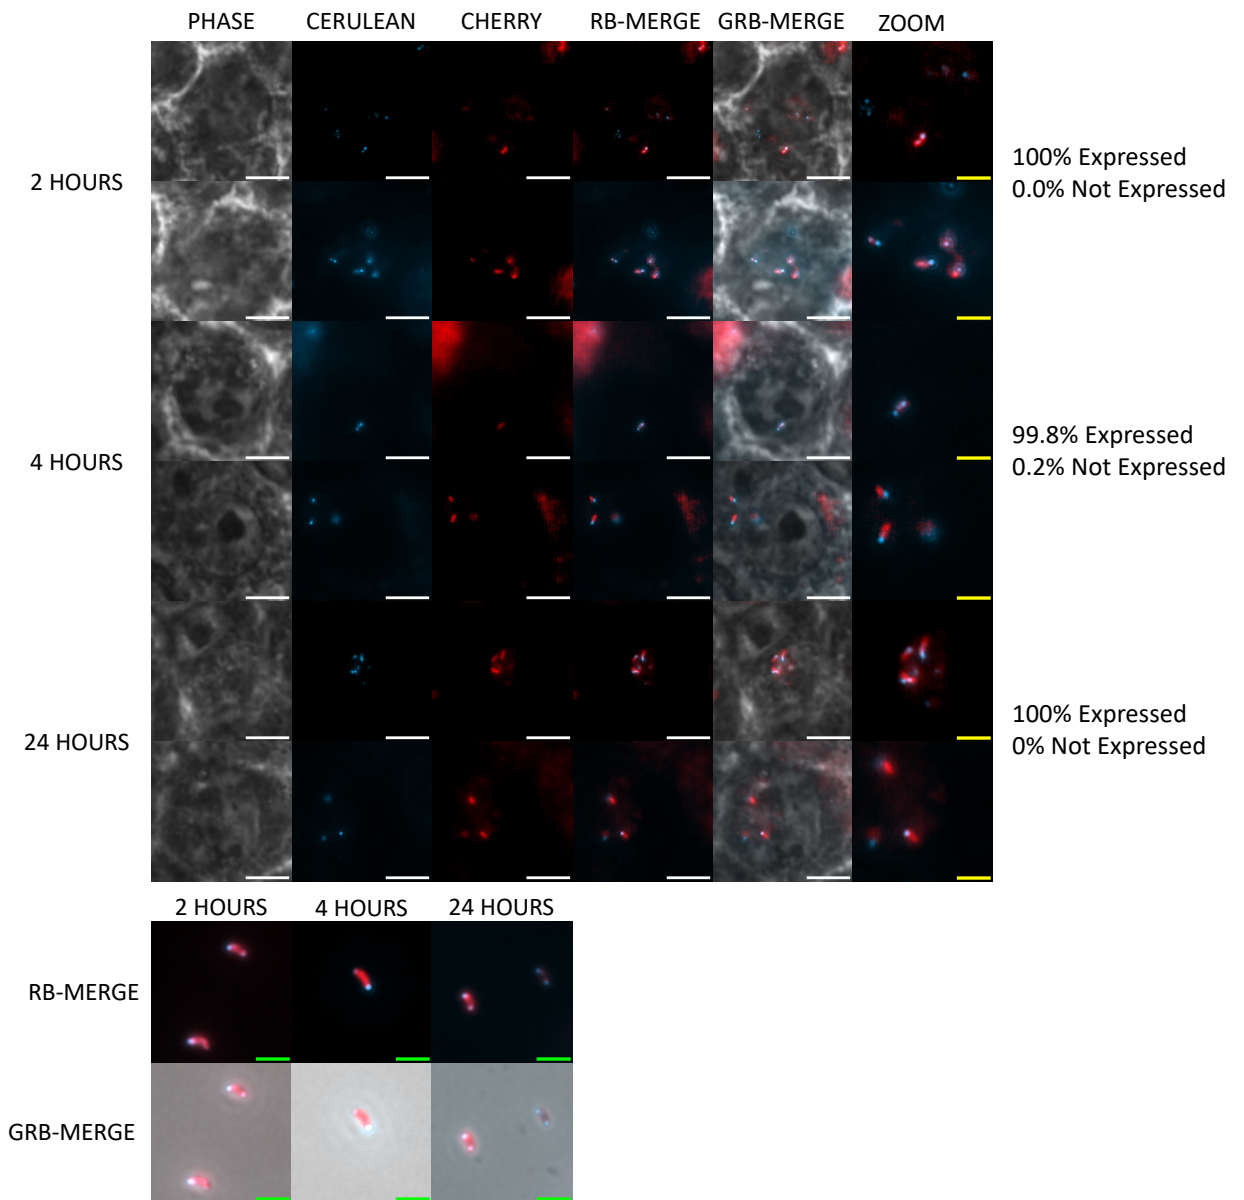 PHASE CERULEAN CHERRY RB-MERGE GRB-MERGE ZOOM
2 HOURS
100% Expressed
0.0% Not Expressed
4 HOURS
99.8% Expressed
0.2% Not Expressed
24 HOURS
100% Expressed
0% Not Expressed
2 HOURS 4 HOURS 24 HOURS
RB-MERGE
GRB-MERGE